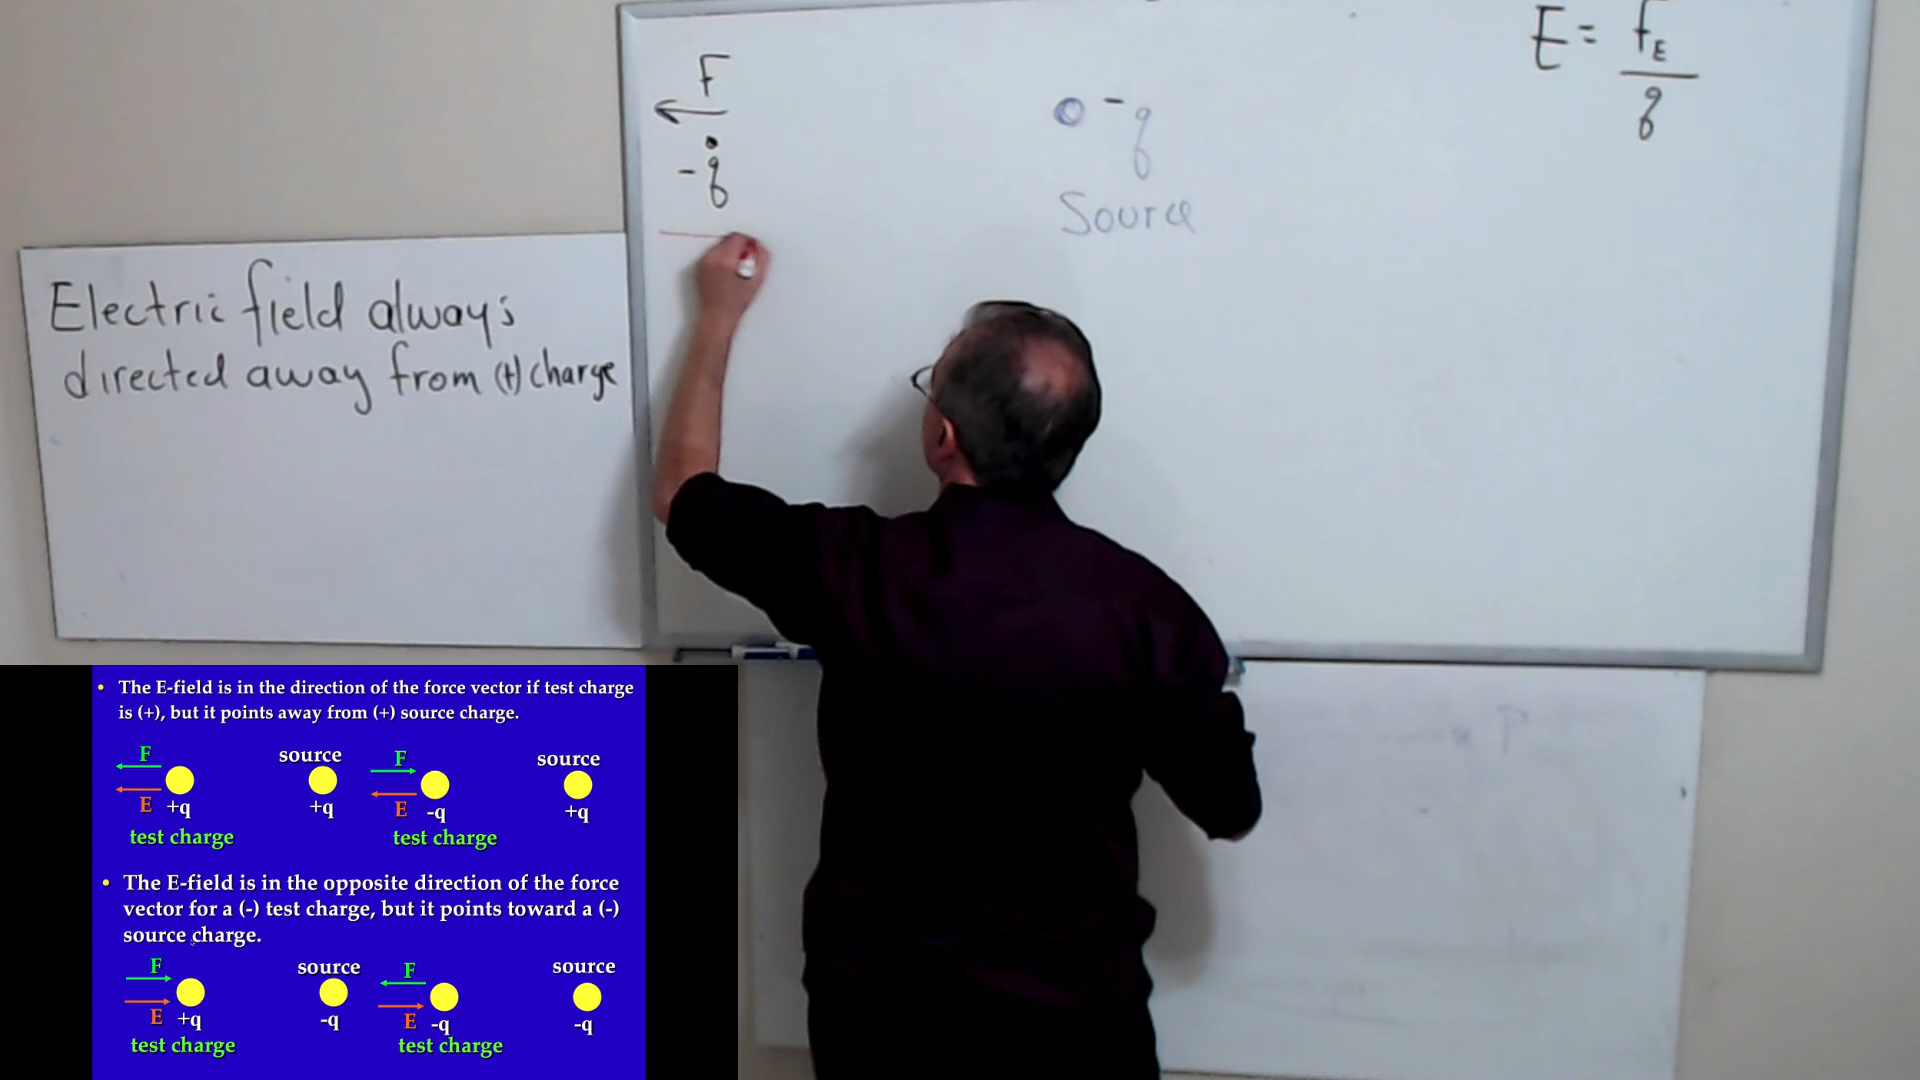 F
-q
-q
Source
E = FE / q
Electric field always
directed away from (+) charge
P
• The E-field is in the direction of the force vector if test charge
is (+), but it points away from (+) source charge.
F source F source
E +q +q E -q +q
test charge test charge
• The E-field is in the opposite direction of the force
vector for a (-) test charge, but it points toward a (-)
source charge.
F source F source
E +q -q E -q -q
test charge test charge